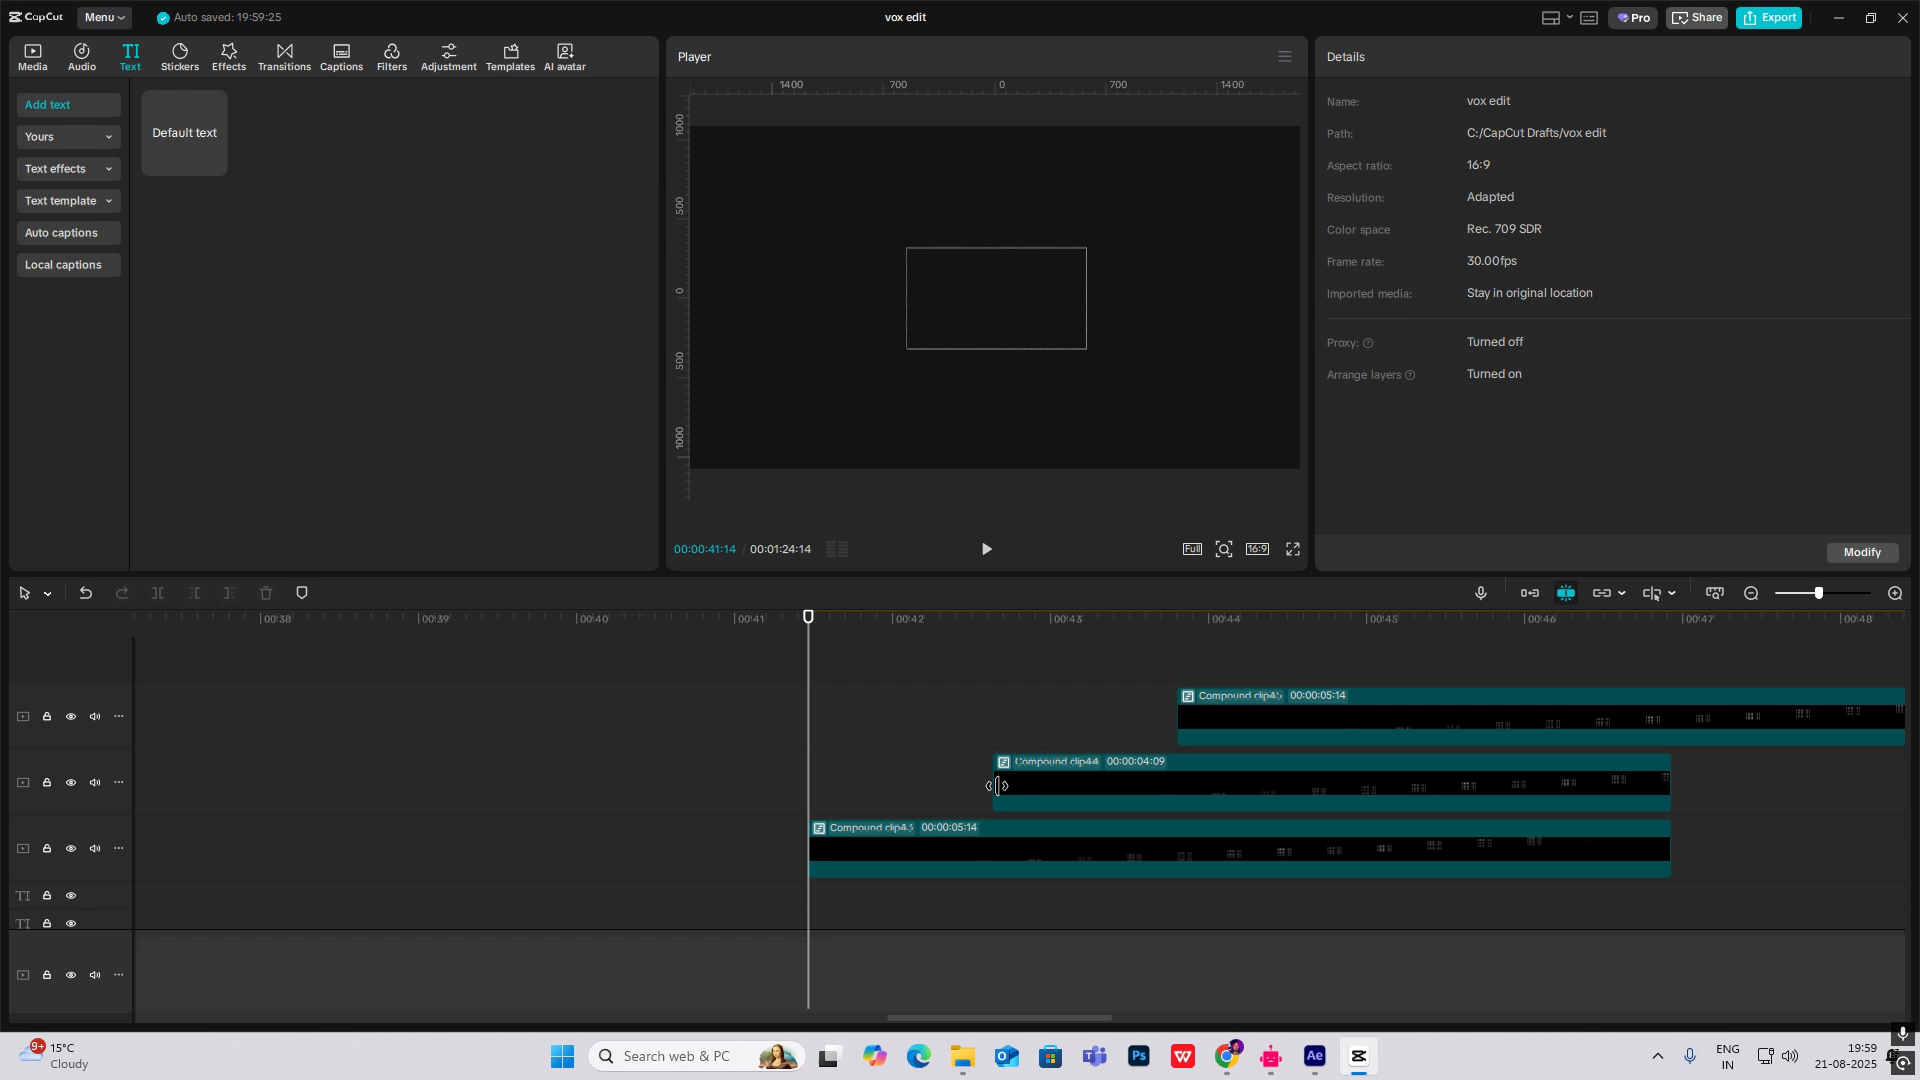 CapCut
Menu
Auto saved: 19:59:25
vox edit
Pro
Share
Export
Media
Audio
TI
Text
Stickers
Effects
Transitions
Captions
Filters
Adjustment
Templates
AI avatar
Add text
Yours
Text effects
Text template
Auto captions
Local captions
Default text
Player
1400
700
0
700
1400
1000
500
0
500
1000
00:00:41:14 / 00:01:24:14
Full
16:9
Details
Name: vox edit
Path: C:/CapCut Drafts/vox edit
Aspect ratio: 16:9
Resolution: Adapted
Color space Rec. 709 SDR
Frame rate: 30.00fps
Imported media: Stay in original location
Proxy: Turned off
Arrange layers Turned on
Modify
00:38
00:39
00:40
00:41
00:42
00:43
00:44
00:45
00:46
00:47
00:48
Compound clip45 00:00:05:14
Compound clip44 00:00:04:09
Compound clip43 00:00:05:14
TI
TI
9+
15°C
Cloudy
Search web & PC
Ps
W
Ae
ENG
IN
19:59
21-08-2025